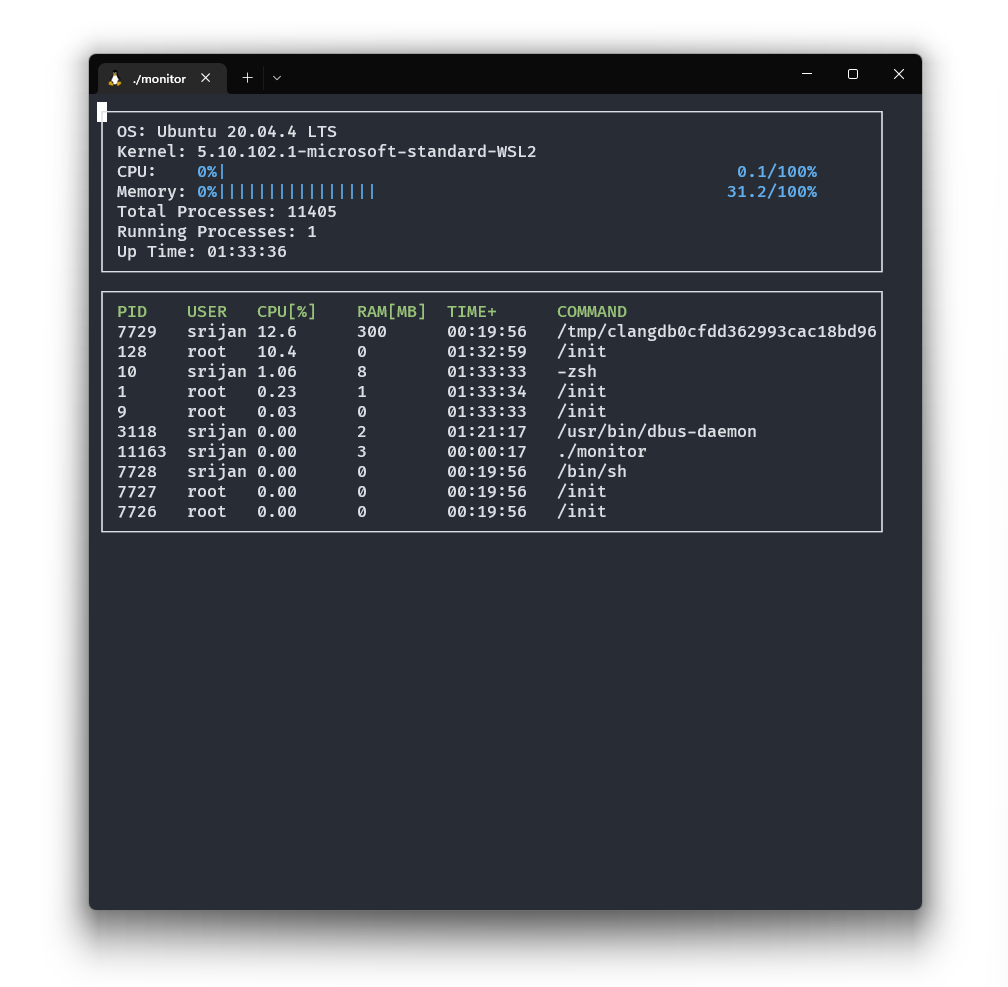 ./monitor
OS: Ubuntu 20.04.4 LTS
Kernel: 5.10.102.1-microsoft-standard-WSL2
CPU: 0%| 0.1/100%
Memory: 0%|||||||||||||||| 31.2/100%
Total Processes: 11405
Running Processes: 1
Up Time: 01:33:36
PID USER CPU[%] RAM[MB] TIME+ COMMAND
7729 srijan 12.6 300 00:19:56 /tmp/clangdb0cfdd362993cac18bd96
128 root 10.4 0 01:32:59 /init
10 srijan 1.06 8 01:33:33 -zsh
1 root 0.23 1 01:33:34 /init
9 root 0.03 0 01:33:33 /init
3118 srijan 0.00 2 01:21:17 /usr/bin/dbus-daemon
11163 srijan 0.00 3 00:00:17 ./monitor
7728 srijan 0.00 0 00:19:56 /bin/sh
7727 root 0.00 0 00:19:56 /init
7726 root 0.00 0 00:19:56 /init